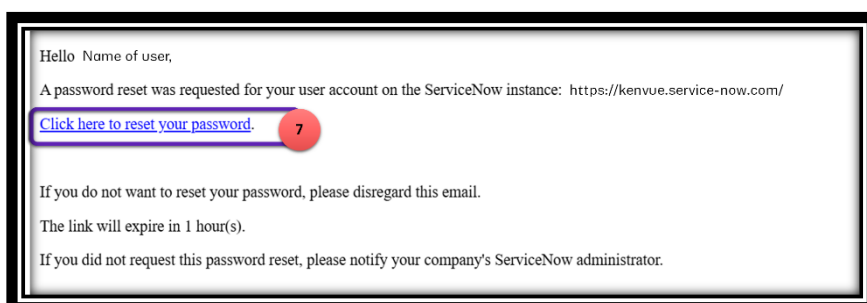 Hello Name of user,
A password reset was requested for your user account on the ServiceNow instance: https://kenvue.service-now.com/
Click here to reset your password.
7
If you do not want to reset your password, please disregard this email.
The link will expire in 1 hour(s).
If you did not request this password reset, please notify your company's ServiceNow administrator.